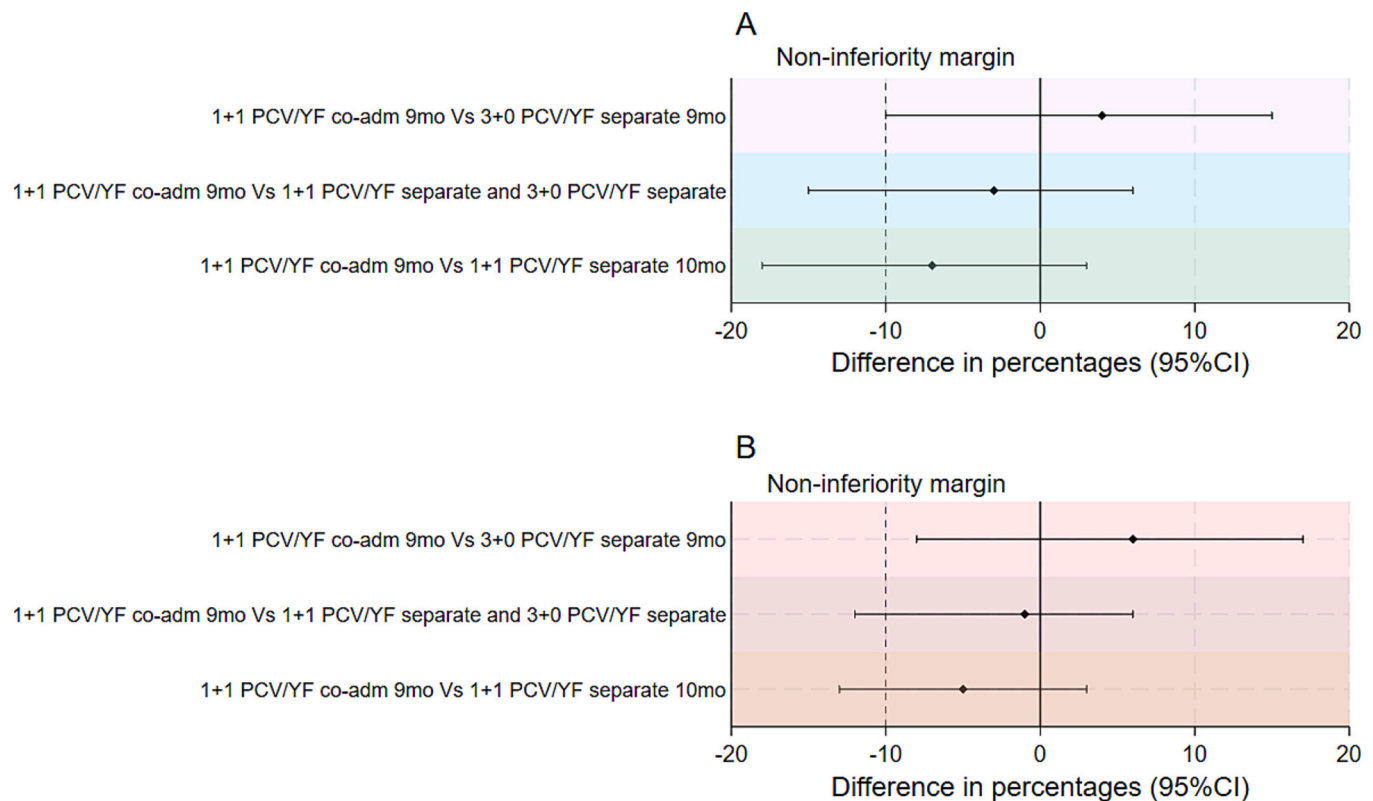 A
Non-inferiority margin
1+1 PCV/YF co-adm 9mo Vs 3+0 PCV/YF separate 9mo
1+1 PCV/YF co-adm 9mo Vs 1+1 PCV/YF separate and 3+0 PCV/YF separate
1+1 PCV/YF co-adm 9mo Vs 1+1 PCV/YF separate 10mo
-20 -10 0 10 20
Difference in percentages (95%CI)
B
Non-inferiority margin
1+1 PCV/YF co-adm 9mo Vs 3+0 PCV/YF separate 9mo
1+1 PCV/YF co-adm 9mo Vs 1+1 PCV/YF separate and 3+0 PCV/YF separate
1+1 PCV/YF co-adm 9mo Vs 1+1 PCV/YF separate 10mo
-20 -10 0 10 20
Difference in percentages (95%CI)